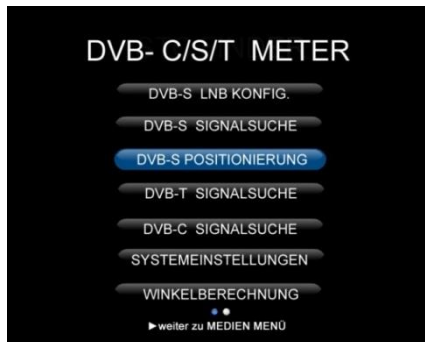 DVB- C/S/T METER
DVB-S LNB KONFIG.
DVB-S SIGNALSUCHE
DVB-S POSITIONIERUNG
DVB-T SIGNALSUCHE
DVB-C SIGNALSUCHE
SYSTEMEINSTELLUNGEN
WINKELBERECHNUNG
►weiter zu MEDIEN MENÜ